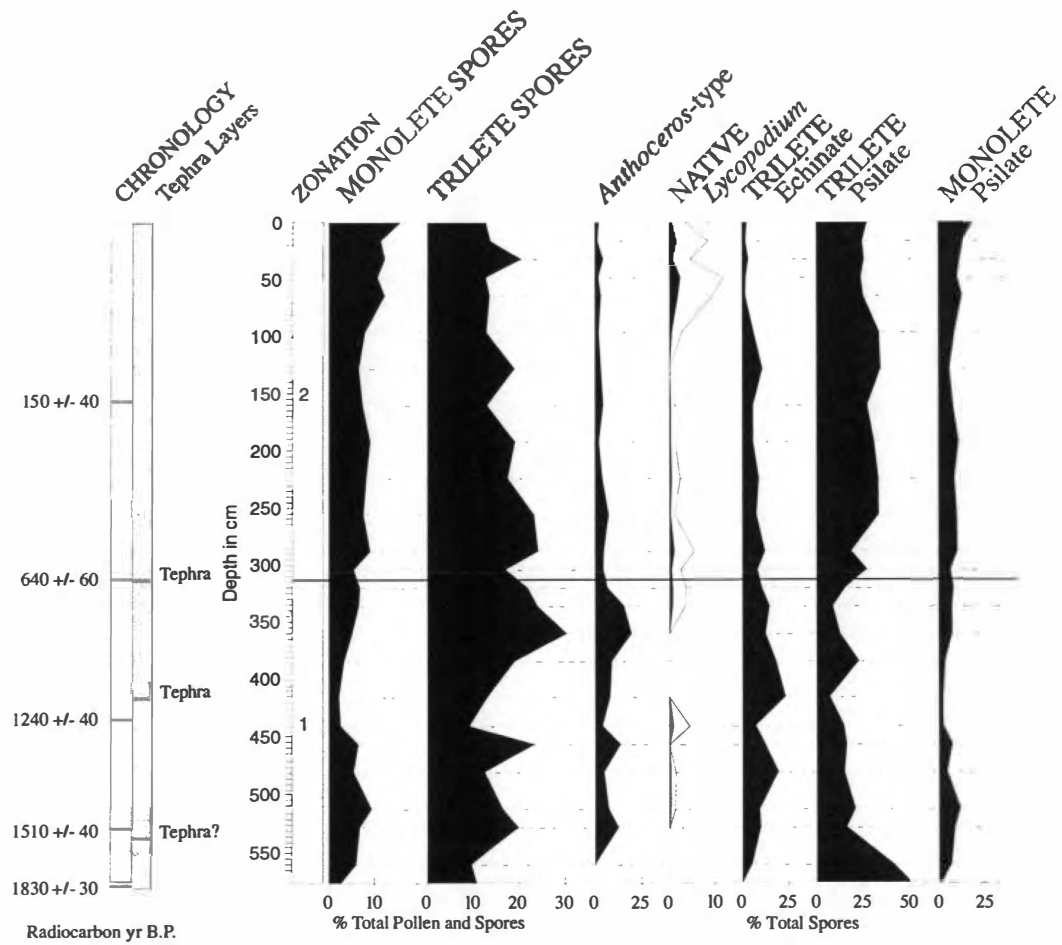 CHRONOLOGY
Tephra Layers
ZONATION
MONOLETE SPORES
TRILETE SPORES
Anthoceros-type
NATIVE
Lycopodium
TRILETE
Echinate
TRILETE
Psilate
MONOLETE
Psilate
0
50
100
150
200
250
300
350
400
450
500
550
Depth in cm
2
1
150 +/- 40
640 +/- 60
Tephra
Tephra
1240 +/- 40
1510 +/- 40
Tephra?
1830 +/- 30
Radiocarbon yr B.P.
0 10 0 10 20 30 0 25 0 10 0 25 0 25 50 0 25
% Total Pollen and Spores
% Total Spores